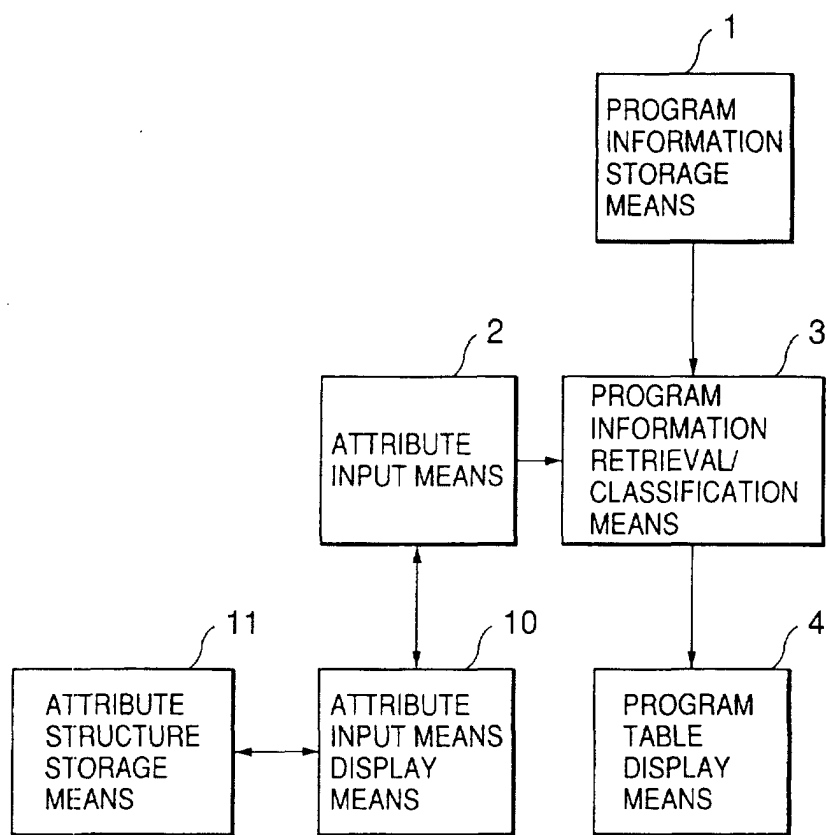 1
PROGRAM
INFORMATION
STORAGE
MEANS
2
3
ATTRIBUTE
INPUT MEANS
PROGRAM
INFORMATION
RETRIEVAL/
CLASSIFICATION
MEANS
11
10
4
ATTRIBUTE
STRUCTURE
STORAGE
MEANS
ATTRIBUTE
INPUT MEANS
DISPLAY
MEANS
PROGRAM
TABLE
DISPLAY
MEANS